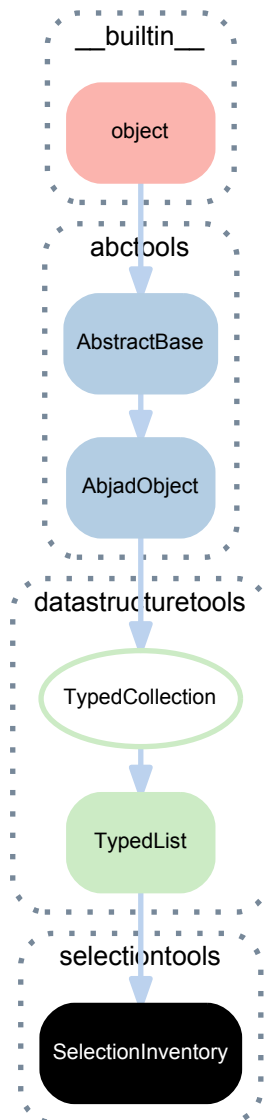 __builtin__
object
abctools
AbstractBase
AbjadObject
datastructuretools
TypedCollection
TypedList
selectiontools
SelectionInventory